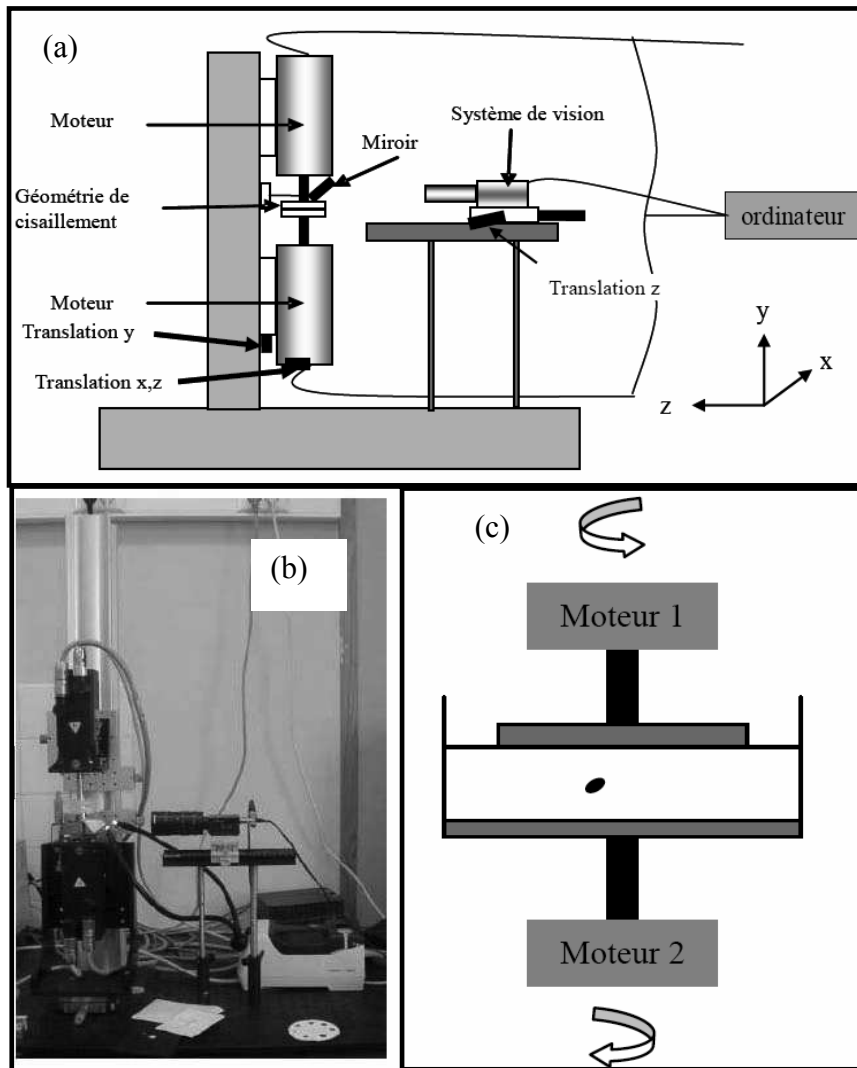 (a)
Moteur
Système de vision
Miroir
Géométrie de
cisaillement
ordinateur
Moteur
Translation z
Translation y
Translation x,z
y
x
z
(b)
(c)
Moteur 1
Moteur 2